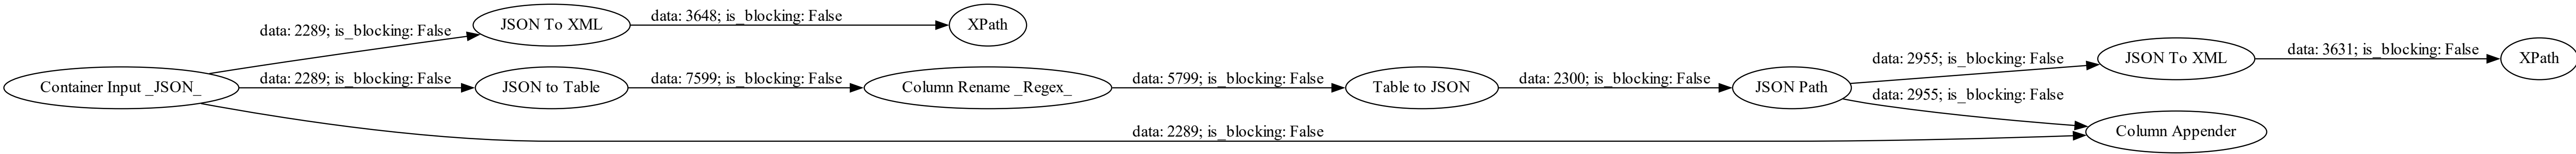 data: 2289; is_blocking: False
JSON To XML
data: 3648; is_blocking: False
XPath
Container Input _JSON_
data: 2289; is_blocking: False
JSON to Table
data: 7599; is_blocking: False
Column Rename _Regex_
data: 5799; is_blocking: False
Table to JSON
data: 2300; is_blocking: False
JSON Path
data: 2955; is_blocking: False
JSON To XML
data: 3631; is_blocking: False
XPath
data: 2955; is_blocking: False
data: 2289; is_blocking: False
Column Appender